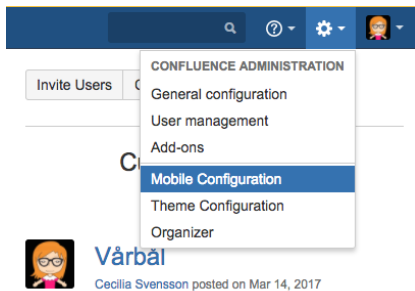 CONFLUENCE ADMINISTRATION
Invite Users
General configuration
User management
Add-ons
Mobile Configuration
Theme Configuration
Organizer
Vårbål
Cecilia Svensson posted on Mar 14, 2017